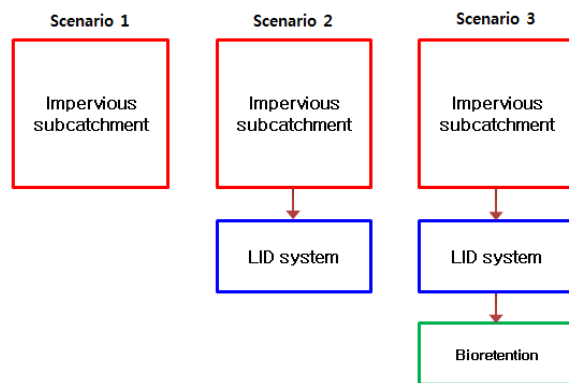 Scenario 1
Scenario 2
Scenario 3
Impervious
subcatchment
Impervious
subcatchment
Impervious
subcatchment
LID system
LID system
Bioretention